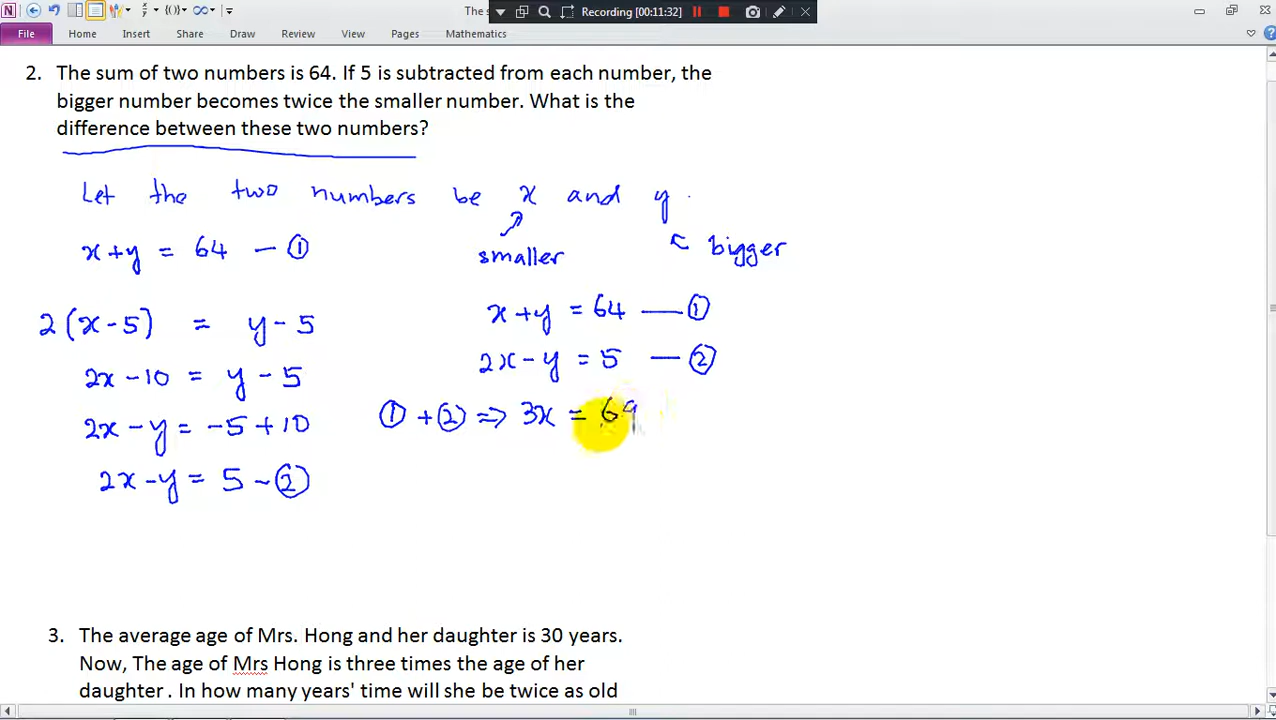 The s
Recording [00:11:32]
File Home Insert Share Draw Review View Pages Mathematics
2. The sum of two numbers is 64. If 5 is subtracted from each number, the
bigger number becomes twice the smaller number. What is the
difference between these two numbers?
Let the two numbers be x and y.
x+y = 64 — ①
smaller
bigger
2(x-5) = y-5
2x-10 = y-5
2x-y = -5+10
2x-y = 5-②
x+y = 64 — ①
2x-y = 5 — ②
① + ② ⇒ 3x = 69
3. The average age of Mrs. Hong and her daughter is 30 years.
Now, The age of Mrs Hong is three times the age of her
daughter . In how many years' time will she be twice as old